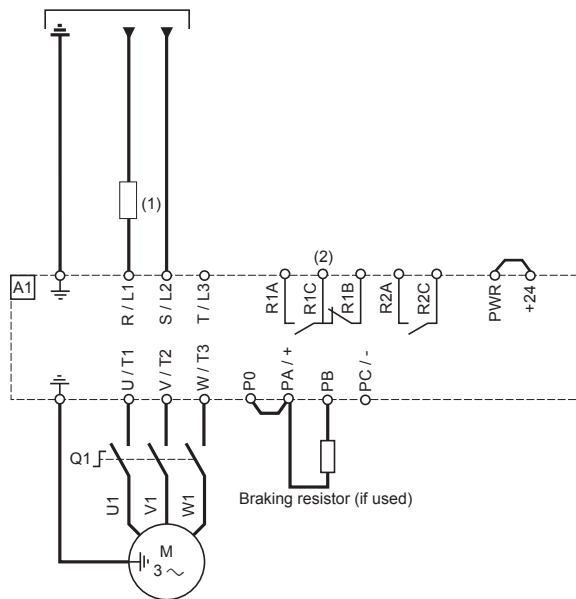 (1)
(2)
A1
R / L1
S / L2
T / L3
R1A
R1C
R1B
R2A
R2C
PWR
+24
U / T1
V / T2
W / T3
P0
PA / +
PB
PC / -
Q1
U1
V1
W1
Braking resistor (if used)
M
3 ~